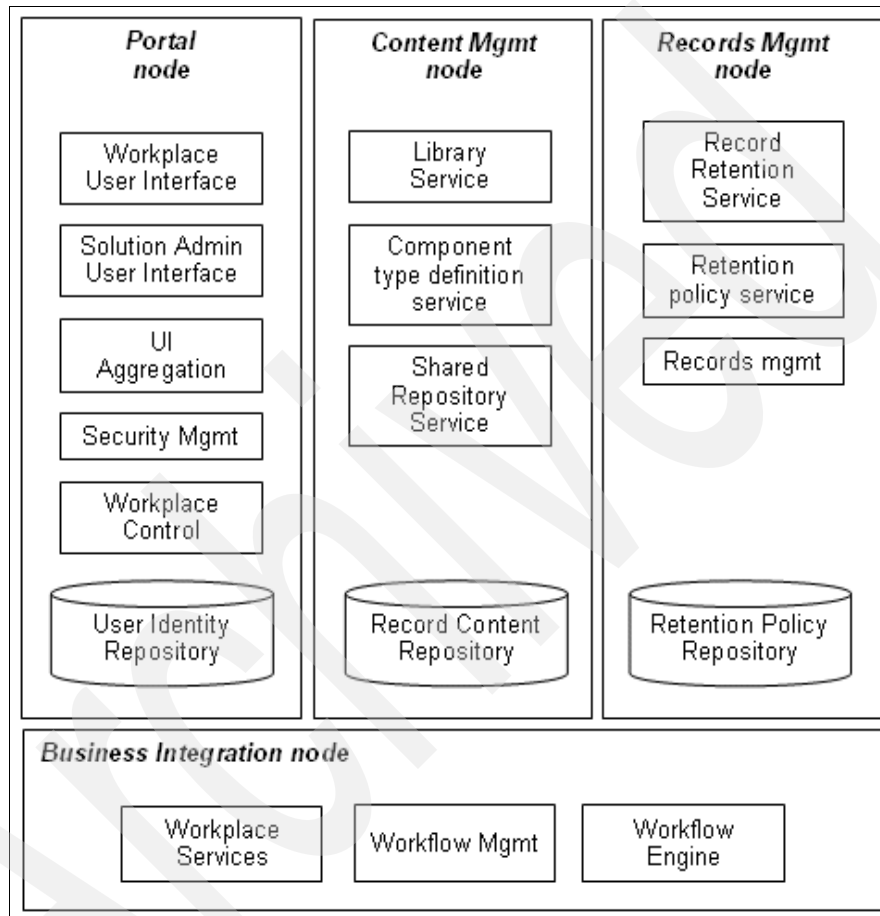 Portal
node
Workplace
User Interface
Solution Admin
User Interface
UI
Aggregation
Security Mgmt
Workplace
Control
User Identity
Repository
Content Mgmt
node
Library
Service
Component
type definition
service
Shared
Repository
Service
Record Content
Repository
Records Mgmt
node
Record
Retention
Service
Retention
policy service
Records mgmt
Retention Policy
Repository
Business Integration node
Workplace
Services
Workflow Mgmt
Workflow
Engine
Archived